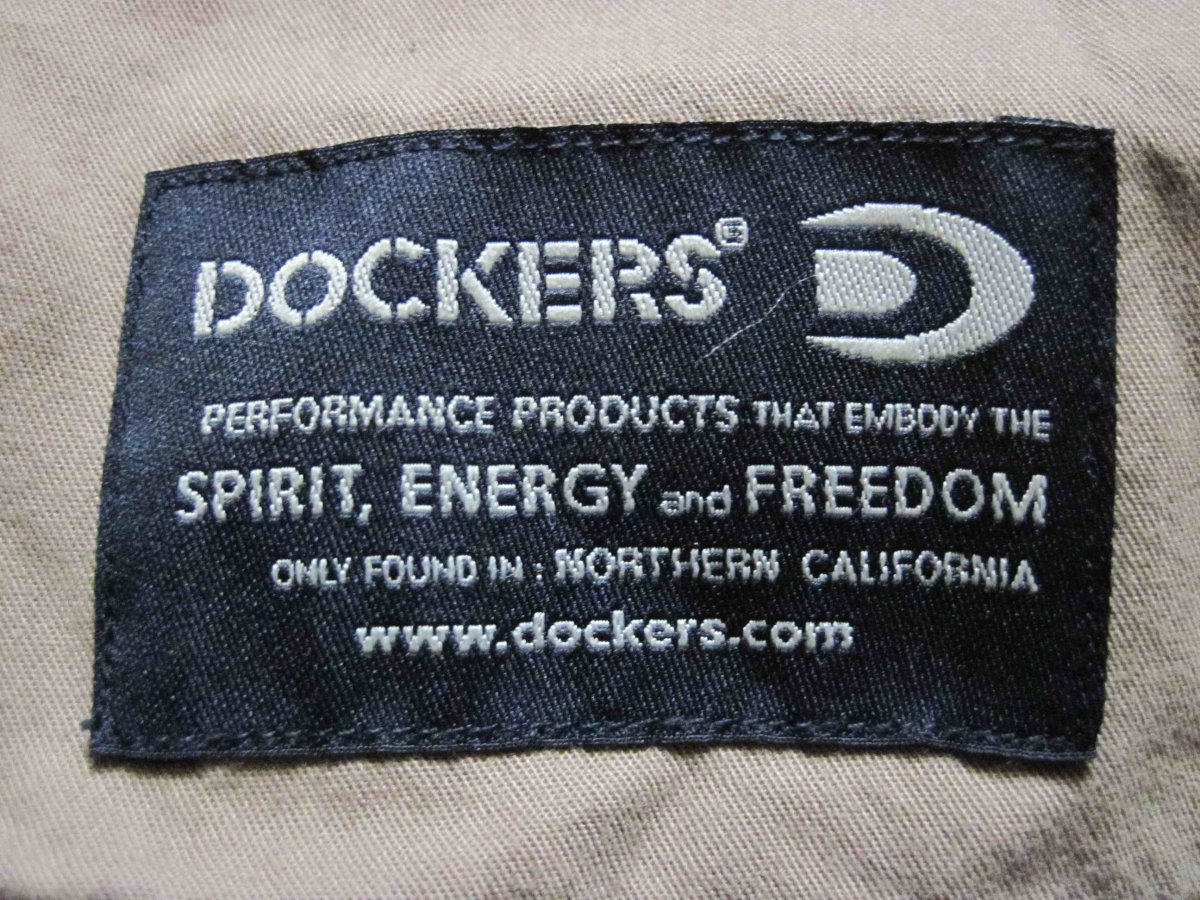 DOCKERS®
PERFORMANCE PRODUCTS THAT EMBODY THE
SPIRIT, ENERGY and FREEDOM
ONLY FOUND IN : NORTHERN CALIFORNIA
www.dockers.com